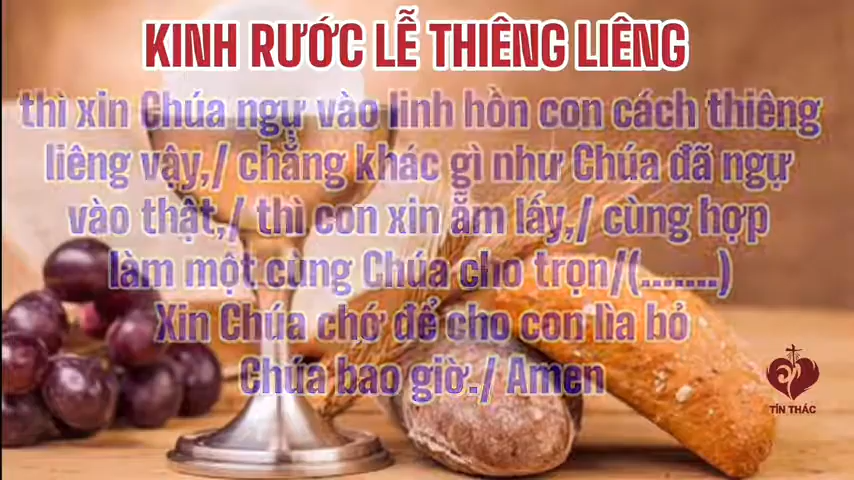 KINH RƯỚC LỄ THIÊNG LIÊNG
thì xin Chúa ngự vào linh hồn con cách thiêng
liêng vậy,/ chẳng khác gì như Chúa đã ngự
vào thật,/ thì con xin ẵm lấy,/ cùng hợp
làm một cùng Chúa cho trọn/(.......)
Xin Chúa chớ để cho con lìa bỏ
Chúa bao giờ./ Amen
TÍN THÁC